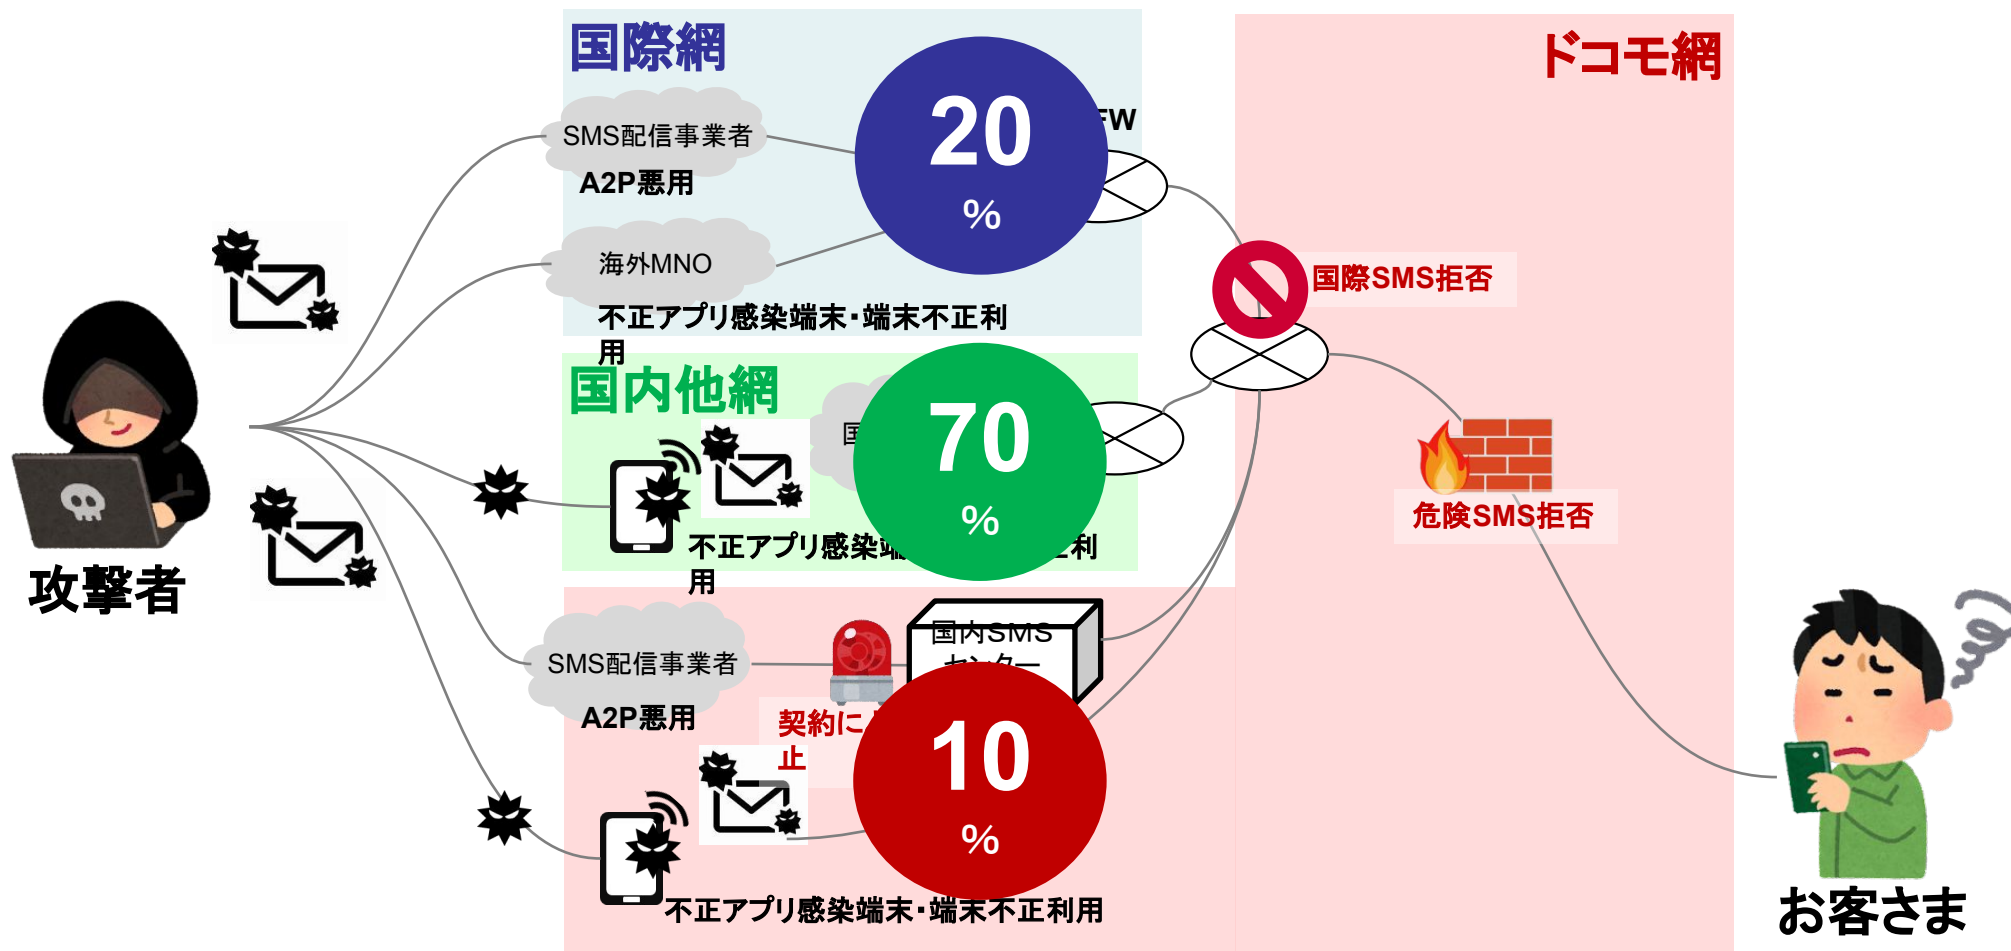 国際網
ドコモ網
20
%
FW
SMS配信事業者
A2P悪用
海外MNO
国際SMS拒否
不正アプリ感染端末・端末不正利
用
国内他網
70
%
不正アプリ感染端
利
用
危険SMS拒否
攻撃者
国内SMS
センター
SMS配信事業者
A2P悪用
契約に
止
10
%
不正アプリ感染端末・端末不正利用
お客さま